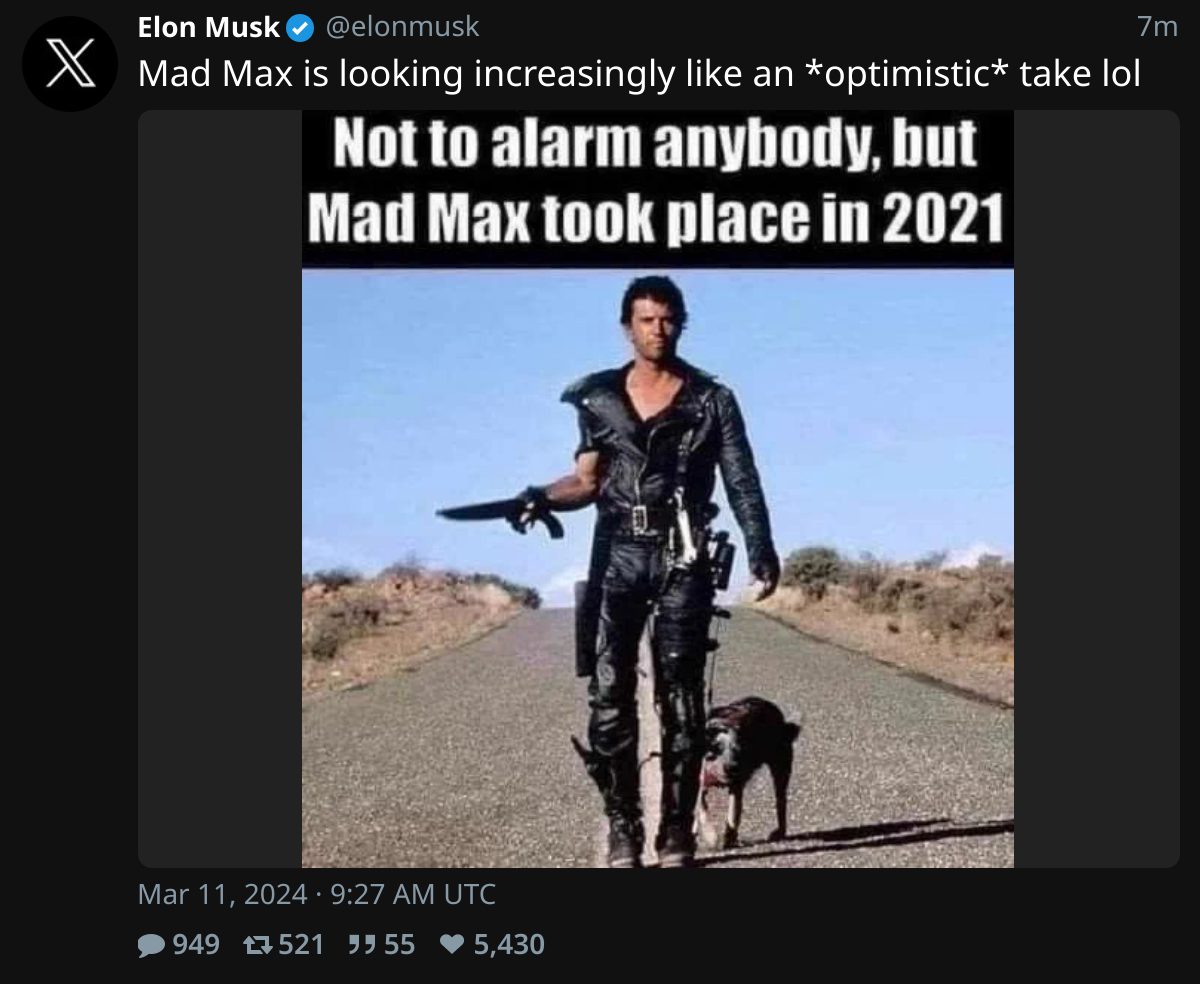 Elon Musk @elonmusk 7m
Mad Max is looking increasingly like an *optimistic* take lol
Not to alarm anybody, but
Mad Max took place in 2021
Mar 11, 2024 · 9:27 AM UTC
949 521 55 5,430